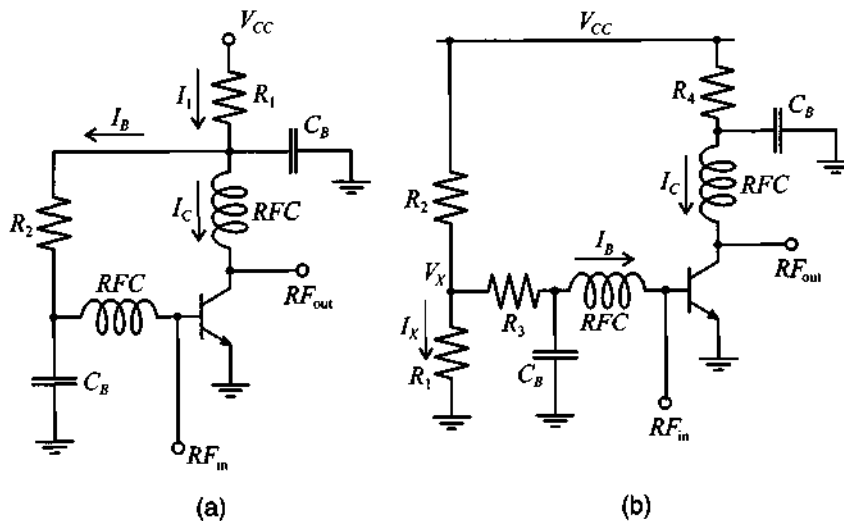 V_CC
I_1
R_1
I_B
C_B
R_2
I_C
RFC
RFC
RF_out
C_B
RF_in
(a)
V_CC
R_4
C_B
R_2
I_C
RFC
I_B
V_X
RF_out
R_3
RFC
I_X
R_1
C_B
RF_in
(b)